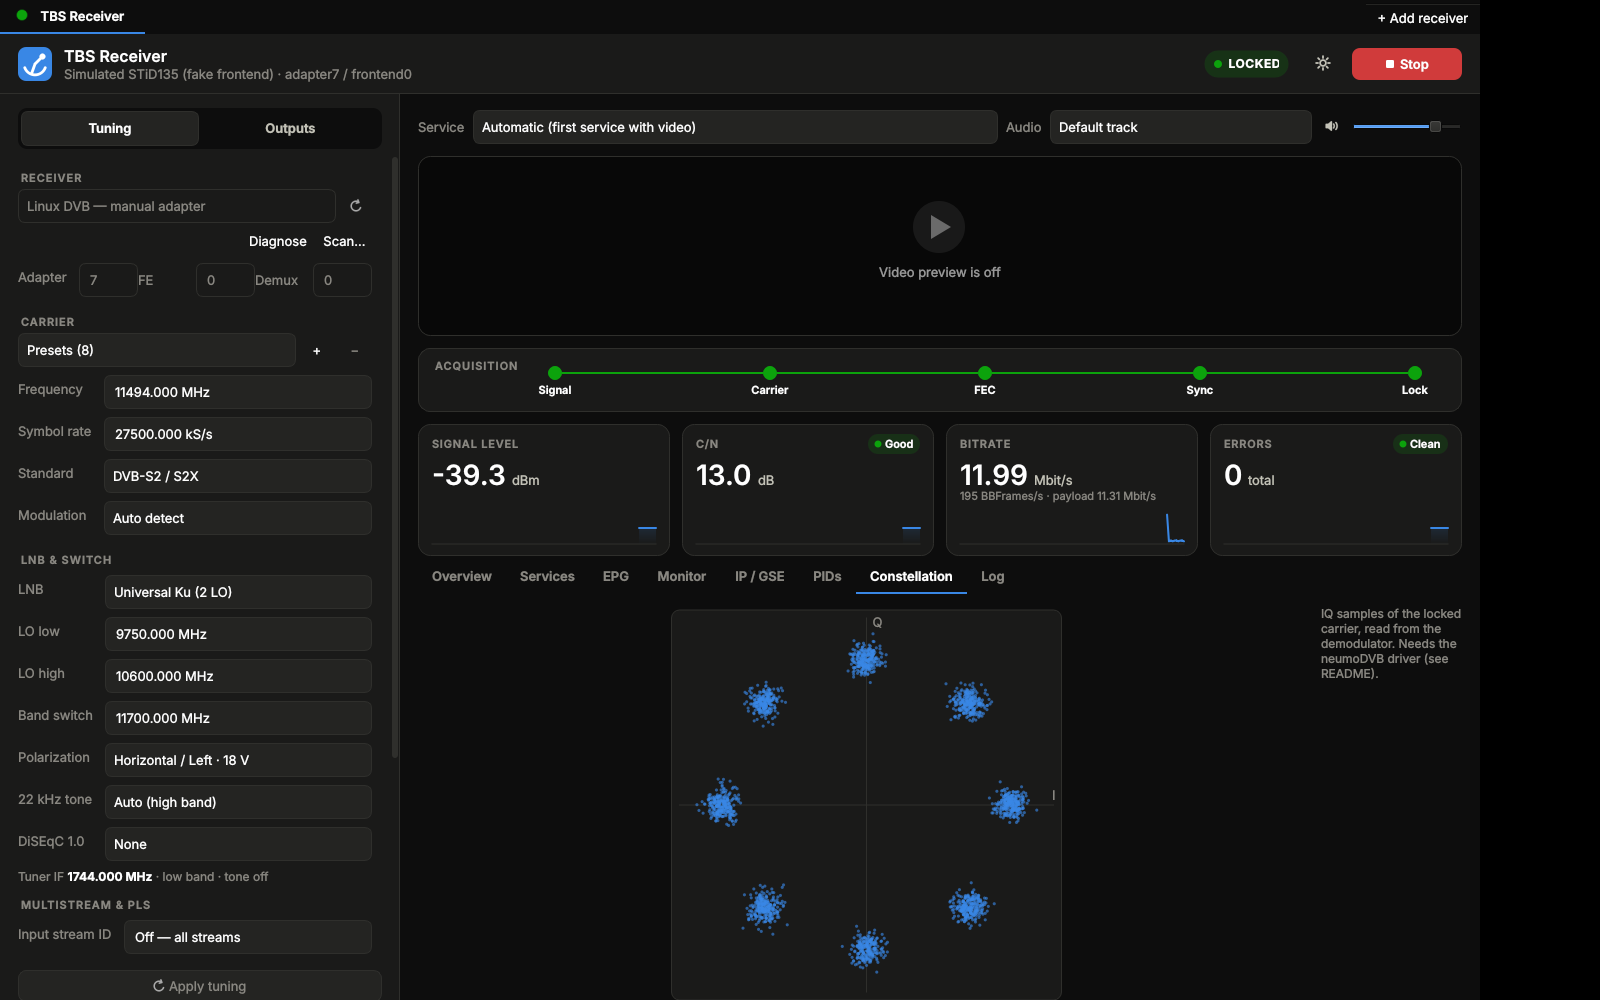 TBS Receiver
+ Add receiver
TBS Receiver
Simulated STiD135 (fake frontend) · adapter7 / frontend0
LOCKED
Stop
Tuning
Outputs
RECEIVER
Linux DVB — manual adapter
Diagnose
Scan...
Adapter
7
FE
0
Demux
0
CARRIER
Presets (8)
+
−
Frequency
11494.000 MHz
Symbol rate
27500.000 kS/s
Standard
DVB-S2 / S2X
Modulation
Auto detect
LNB & SWITCH
LNB
Universal Ku (2 LO)
LO low
9750.000 MHz
LO high
10600.000 MHz
Band switch
11700.000 MHz
Polarization
Horizontal / Left · 18 V
22 kHz tone
Auto (high band)
DiSEqC 1.0
None
Tuner IF 1744.000 MHz · low band · tone off
MULTISTREAM & PLS
Input stream ID
Off — all streams
Apply tuning
Service
Automatic (first service with video)
Audio
Default track
Video preview is off
ACQUISITION
Signal
Carrier
FEC
Sync
Lock
SIGNAL LEVEL
-39.3 dBm
C/N
Good
13.0 dB
BITRATE
11.99 Mbit/s
195 BBFrames/s · payload 11.31 Mbit/s
ERRORS
Clean
0 total
Overview
Services
EPG
Monitor
IP / GSE
PIDs
Constellation
Log
Q
I
IQ samples of the locked
carrier, read from the
demodulator. Needs the
neumoDVB driver (see
README).